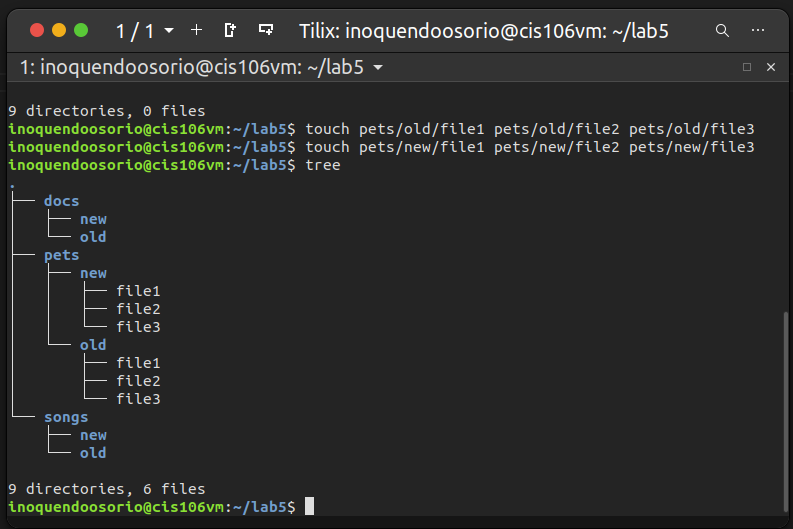 1 / 1 Tilix: inoquendoosorio@cis106vm: ~/lab5
1: inoquendoosorio@cis106vm: ~/lab5
9 directories, 0 files
inoquendoosorio@cis106vm:~/lab5$ touch pets/old/file1 pets/old/file2 pets/old/file3
inoquendoosorio@cis106vm:~/lab5$ touch pets/new/file1 pets/new/file2 pets/new/file3
inoquendoosorio@cis106vm:~/lab5$ tree
.
├── docs
│   ├── new
│   └── old
├── pets
│   ├── new
│   │   ├── file1
│   │   ├── file2
│   │   └── file3
│   └── old
│       ├── file1
│       ├── file2
│       └── file3
└── songs
    ├── new
    └── old
9 directories, 6 files
inoquendoosorio@cis106vm:~/lab5$